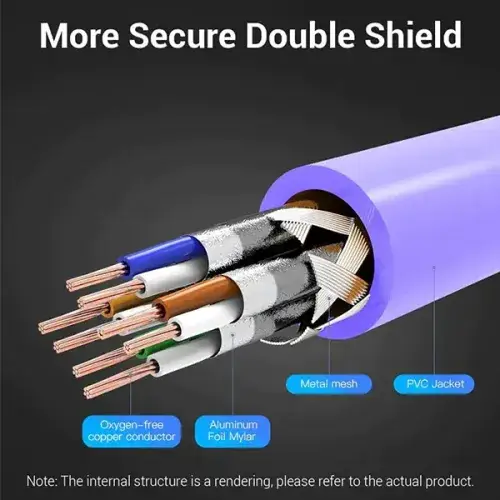 More Secure Double Shield
Metal mesh
PVC Jacket
Oxygen-free
copper conductor
Aluminum
Foil Mylar
Note: The internal structure is a rendering, please refer to the actual product.